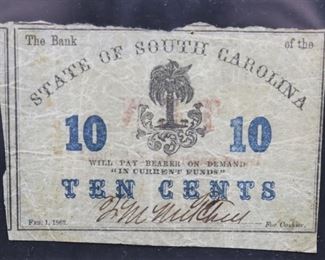 The Bank of the
STATE OF SOUTH CAROLINA
10 10
WILL PAY BEARER ON DEMAND
"IN CURRENT FUNDS"
TEN CENTS
FEB. 1, 1863. For Cashier.